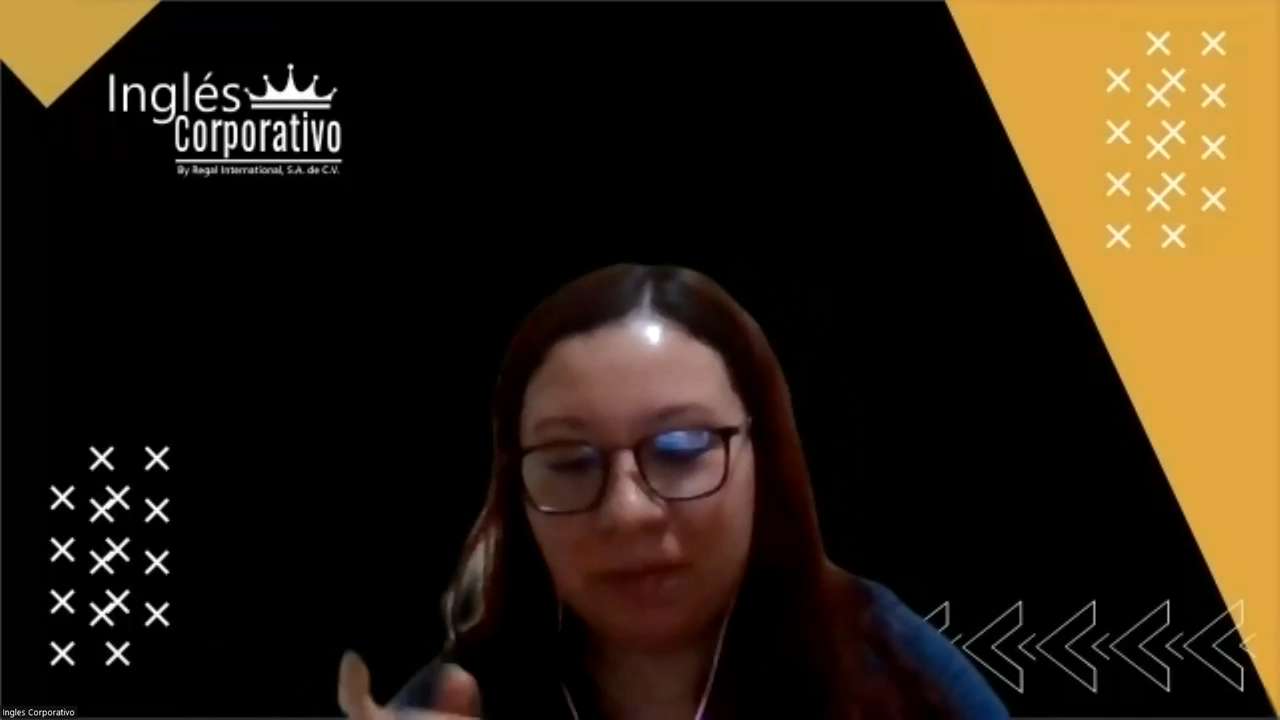 Inglés
Corporativo
By Regal International, S.A. de C.V.
Ingles Corporativo